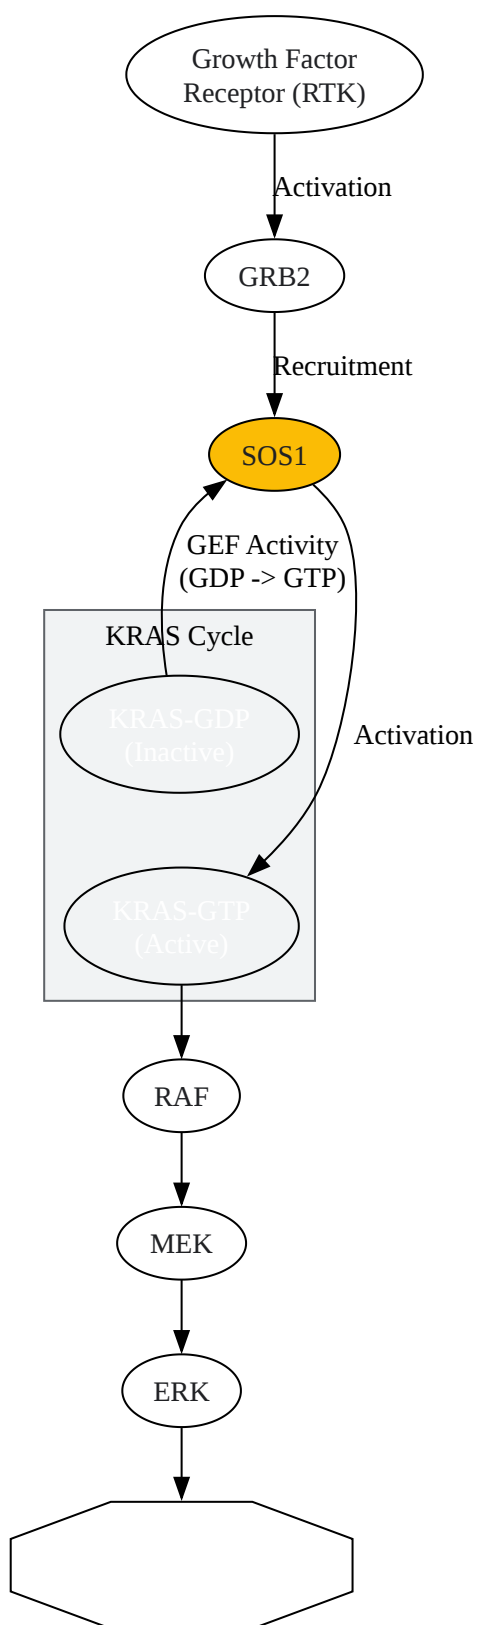 Growth Factor
Receptor (RTK)
Activation
GRB2
Recruitment
SOS1
GEF Activity
(GDP -> GTP)
KRAS Cycle
KRAS-GDP
(Inactive)
Activation
KRAS-GTP
(Active)
RAF
MEK
ERK